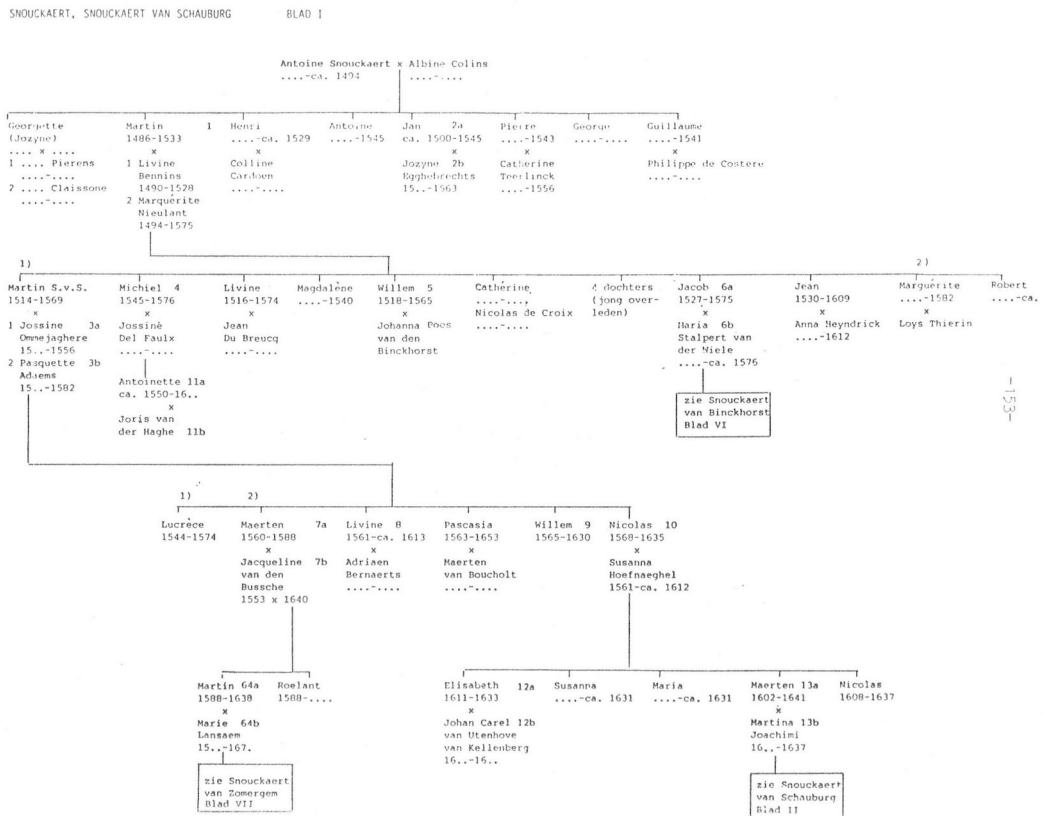 SNOUCKAERT, SNOUCKAERT VAN SCHAUBURG BLAD I
Antoine Snouckaert x Albine Colins
....-ca. 1494 ....-....
Georgette
(Jozyne)
.... x ....
1 .... Pierens
....-....
2 .... Claissone
....-....
Martin 1
1486-1533
x
1 Livine
Bennins
1490-1528
2 Marquérite
Nieulant
1494-1575
Henri
....-ca. 1529
x
Colline
Cardoen
....-....
Antoine
....-1545
Jan 2a
ca. 1500-1545
x
Jozyne 2b
Egghebrechts
15..-1563
Pierre
....-1543
x
Catherine
Teerlinck
....-1556
George
....-....
Guillaume
....-1541
x
Philippe de Costere
....-....
1)
Martin S.v.S.
1514-1569
x
1 Jossine 3a
Ommejaghere
15..-1556
2 Pasquette 3b
Adaems
15..-1582
Michiel 4
1545-1576
x
Jossinè
Del Faulx
....-....
Antoinette 11a
ca. 1550-16..
x
Joris van
der Haghe 11b
Livine
1516-1574
x
Jean
Du Breucq
....-....
Magdalène
....-1540
Willem 5
1518-1565
x
Johanna Does
van den
Binckhorst
Cathérine
....-....
x
Nicolas de Croix
....-....
4 dochters
(jong over-
leden)
Jacob 6a
1527-1575
x
Maria 6b
Stalpert van
der Wiele
....-ca. 1576
zie Snouckaert
van Binckhorst
Blad VI
Jean
1530-1609
x
Anna Heyndrick
....-1612
2)
Marguérite
....-1582
x
Loys Thierin
Robert
....-ca.
-153-
1) 2)
Lucrèce
1544-1574
Maerten 7a
1560-1588
x
Jacqueline 7b
van den
Bussche
1553 x 1640
Livine 8
1561-ca. 1613
x
Adriaen
Bernaerts
....-....
Pascasia
1563-1653
x
Maerten
van Boucholt
....-....
Willem 9
1565-1630
Nicolas 10
1568-1635
x
Susanna
Hoefnaeghel
1561-ca. 1612
Martin 64a
1588-1638
x
Marie 64b
Lansaem
15..-167.
zie Snouckaert
van Zomergem
Blad VII
Roelant
1588-....
Elisabeth 12a
1611-1633
x
Johan Carel 12b
van Utenhove
van Kellenberg
16..-16..
Susanna
....-ca. 1631
Maria
....-ca. 1631
Maerten 13a
1602-1641
x
Martina 13b
Joachimi
16..-1637
zie Snouckaert
van Schauburg
Blad II
Nicolas
1608-1637